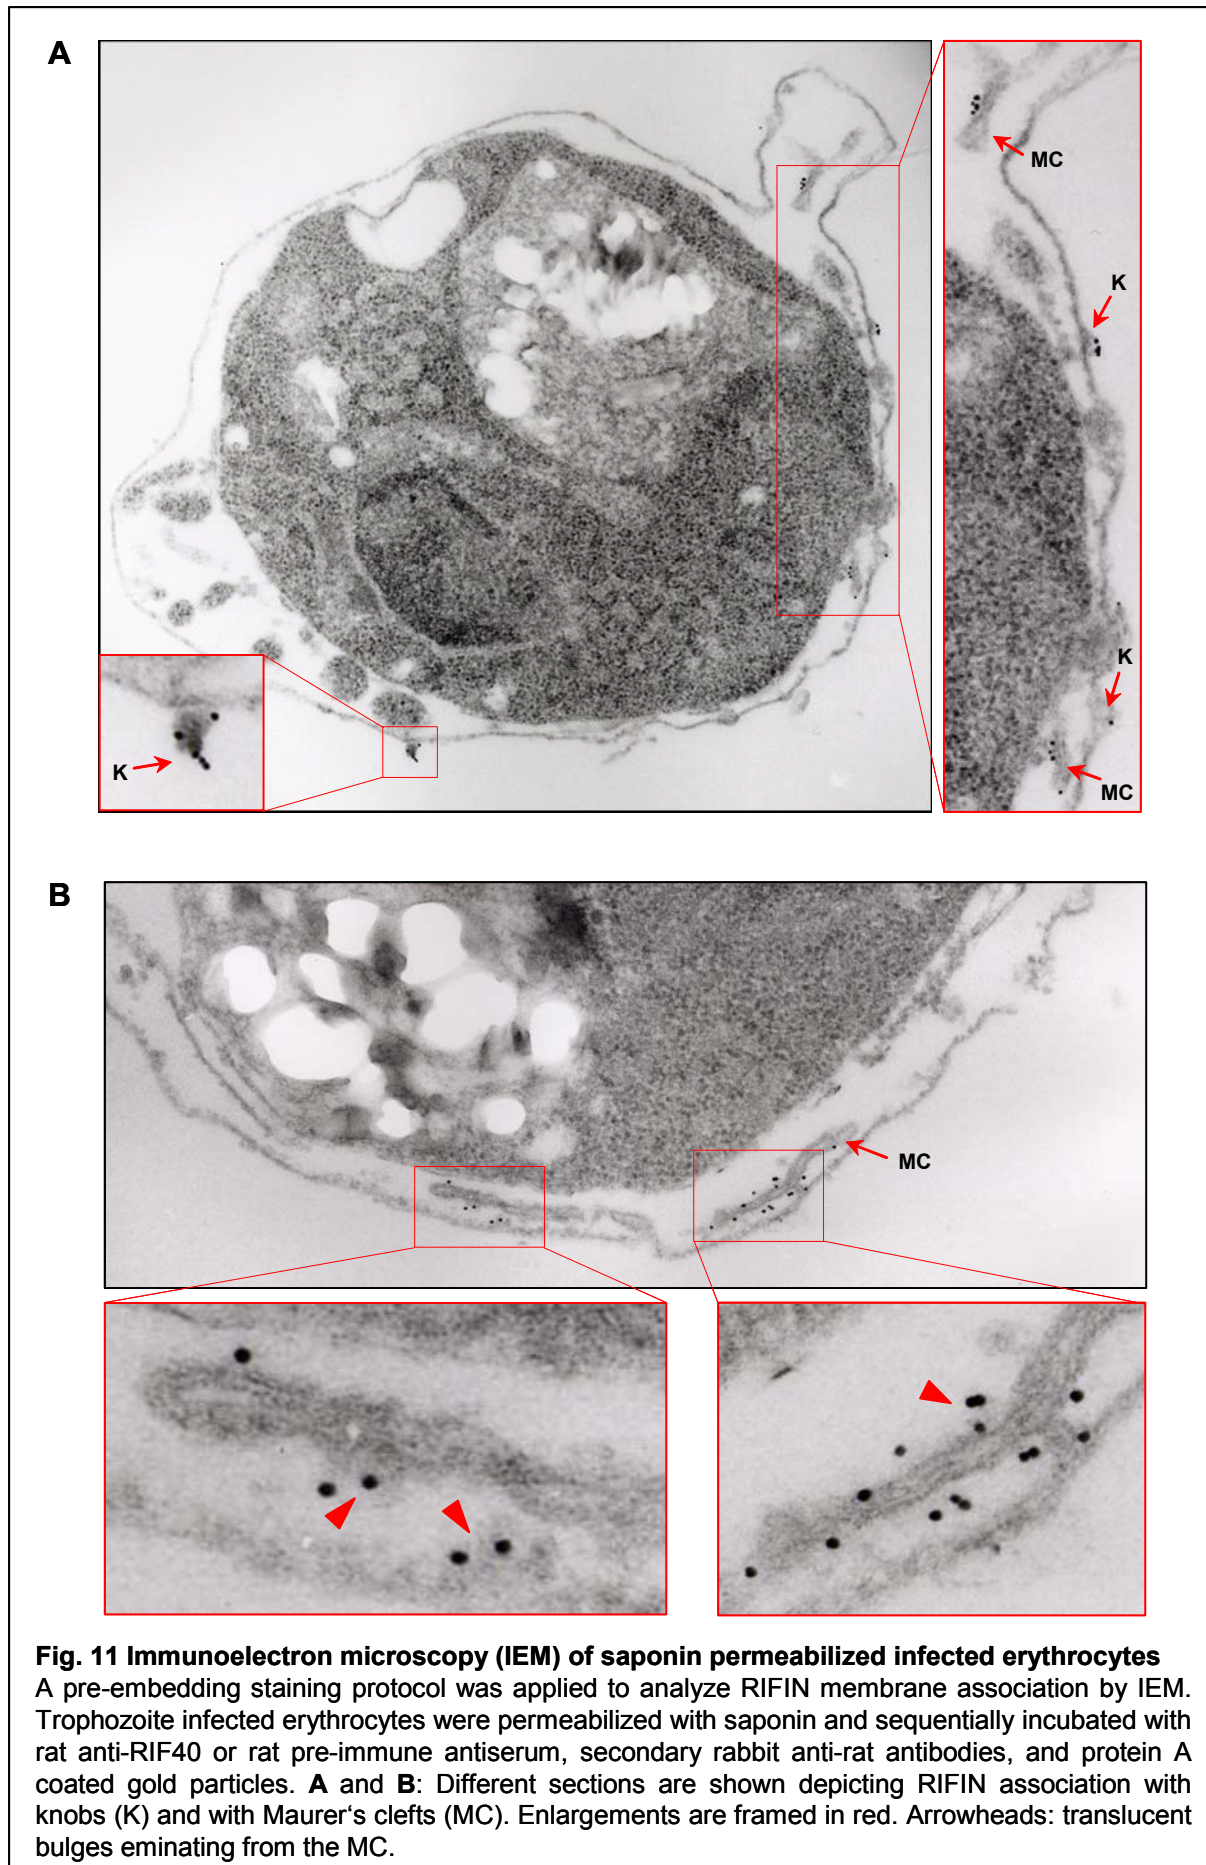 A
MC
K
K
MC
K
B
MC
Fig. 11 Immunoelectron microscopy (IEM) of saponin permeabilized infected erythrocytes
A pre-embedding staining protocol was applied to analyze RIFIN membrane association by IEM.
Trophozoite infected erythrocytes were permeabilized with saponin and sequentially incubated with
rat anti-RIF40 or rat pre-immune antiserum, secondary rabbit anti-rat antibodies, and protein A
coated gold particles. A and B: Different sections are shown depicting RIFIN association with
knobs (K) and with Maurer‘s clefts (MC). Enlargements are framed in red. Arrowheads: translucent
bulges eminating from the MC.